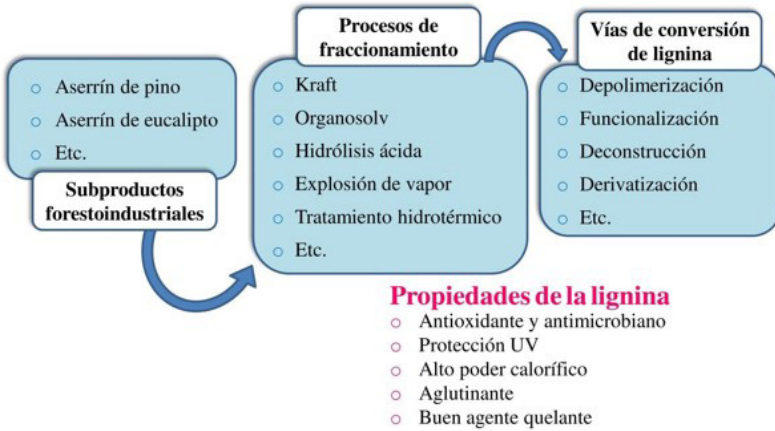 Aserrín de pino
Aserrín de eucalipto
Etc.
Subproductos
forestoindustriales
Procesos de
fraccionamiento
Kraft
Organosolv
Hidrólisis ácida
Explosión de vapor
Tratamiento hidrotérmico
Etc.
Vías de conversión
de lignina
Depolimerización
Funcionalización
Deconstrucción
Derivatización
Etc.
Propiedades de la lignina
Antioxidante y antimicrobiano
Protección UV
Alto poder calorífico
Aglutinante
Buen agente quelante